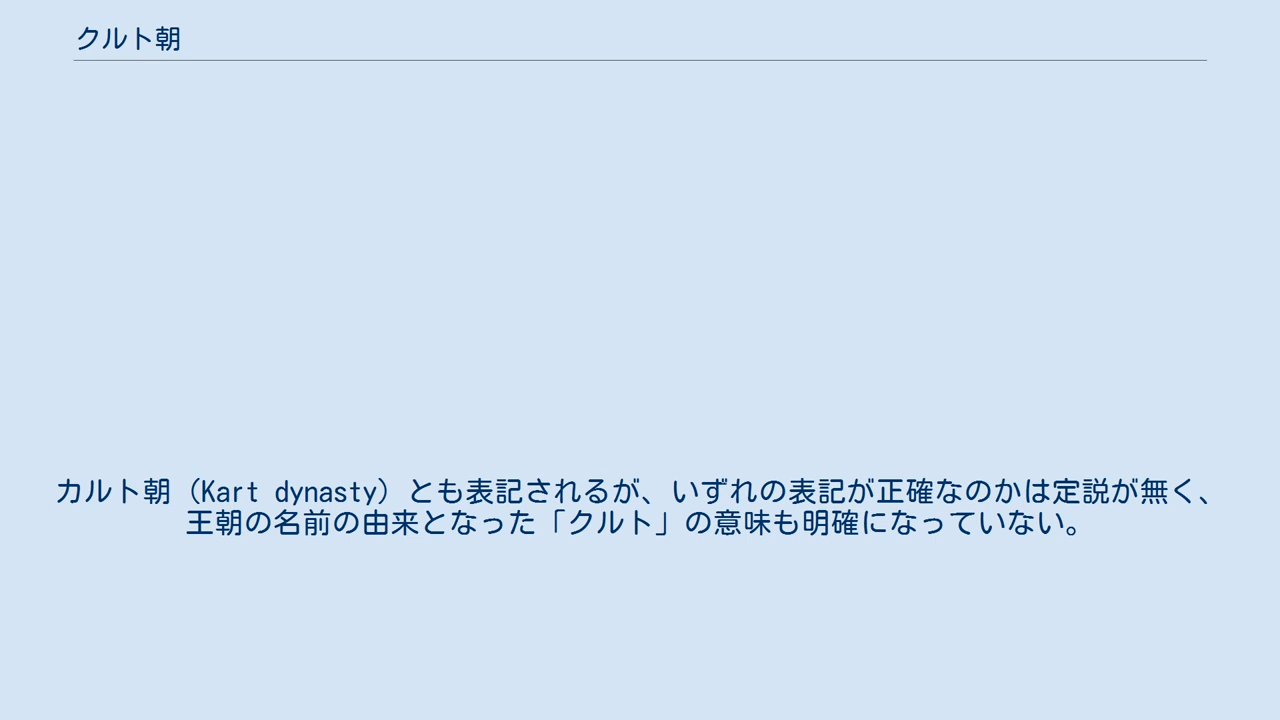 クルト朝
カルト朝（Kart dynasty）とも表記されるが、いずれの表記が正確なのかは定説が無く、
王朝の名前の由来となった「クルト」の意味も明確になっていない。